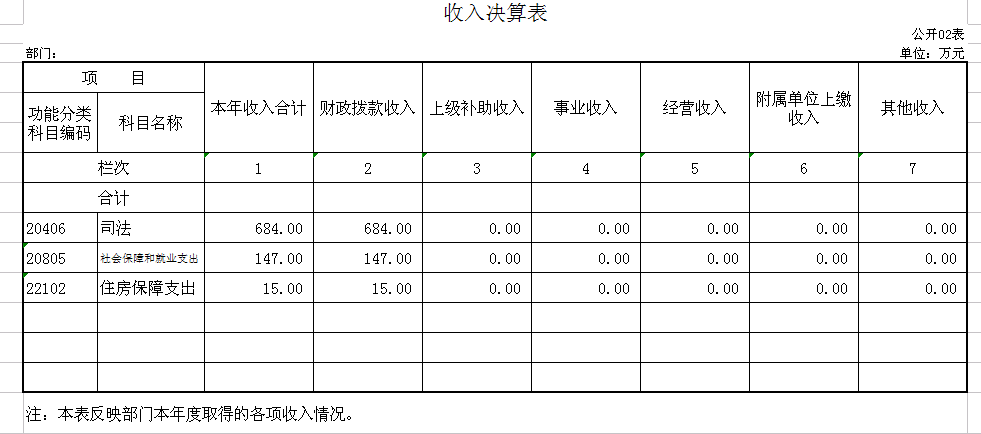 收入决算表
公开02表
部门： 单位：万元
项 目 本年收入合计 财政拨款收入 上级补助收入 事业收入 经营收入 附属单位上缴
收入 其他收入
功能分类
科目编码 科目名称
栏次 1 2 3 4 5 6 7
合计
20406 司法 684.00 684.00 0.00 0.00 0.00 0.00 0.00
20805 社会保障和就业支出 147.00 147.00 0.00 0.00 0.00 0.00 0.00
22102 住房保障支出 15.00 15.00 0.00 0.00 0.00 0.00 0.00
注：本表反映部门本年度取得的各项收入情况。